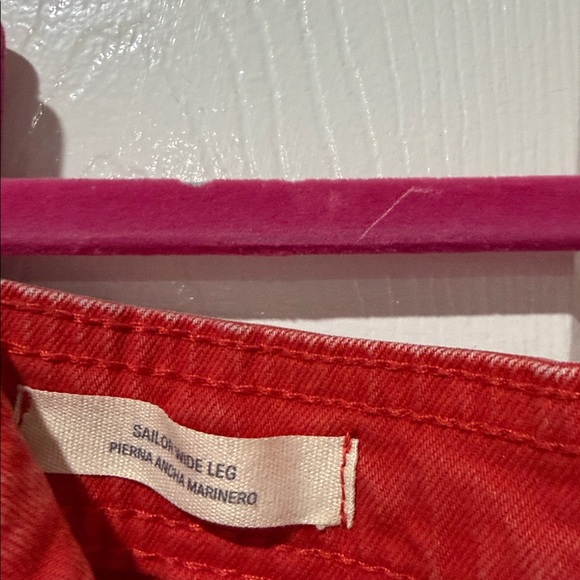 SAILOR WIDE LEG
PIERNA ANCHA MARINERO